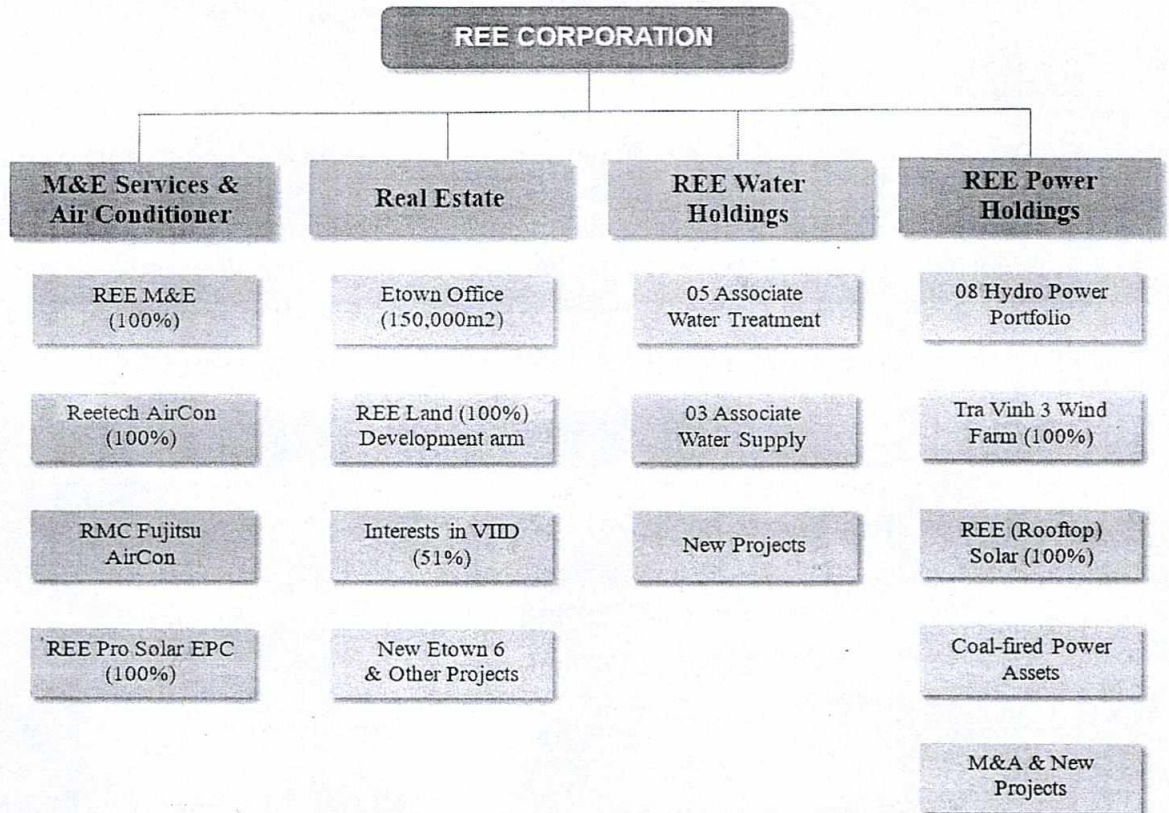 REE CORPORATION
M&E Services &
Air Conditioner
REE M&E
(100%)
Reetech AirCon
(100%)
RMC Fujitsu
AirCon
REE Pro Solar EPC
(100%)
Real Estate
Etown Office
(150,000m2)
REE Land (100%)
Development arm
Interests in VIID
(51%)
New Etown 6
& Other Projects
REE Water
Holdings
05 Associate
Water Treatment
03 Associate
Water Supply
New Projects
REE Power
Holdings
08 Hydro Power
Portfolio
Tra Vinh 3 Wind
Farm (100%)
REE (Rooftop)
Solar (100%)
Coal-fired Power
Assets
M&A & New
Projects